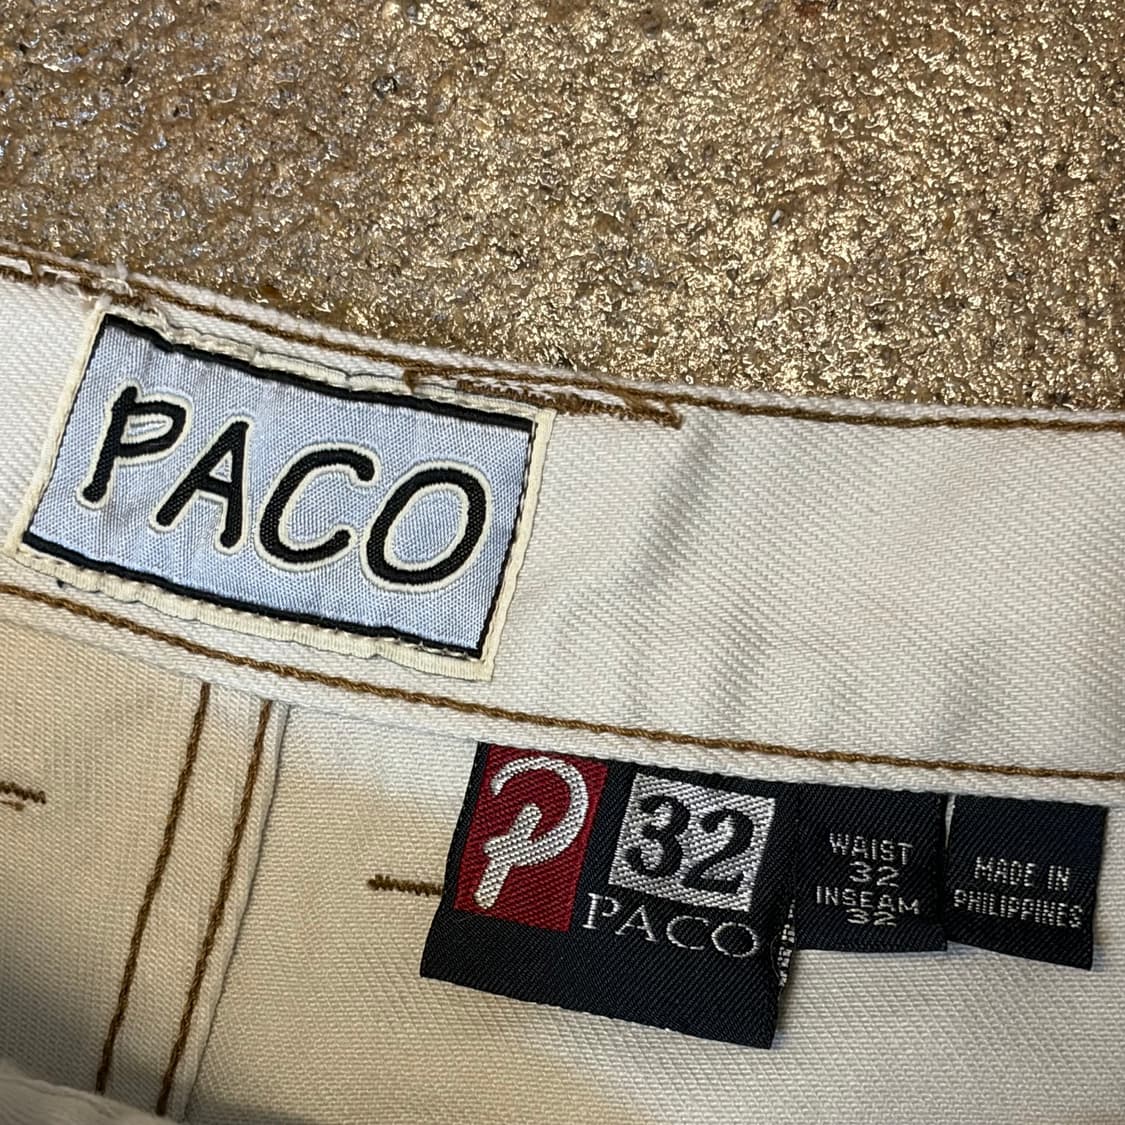 PACO
P 32
PACO
WAIST
32
INSEAM
32
MADE IN
PHILIPPINES